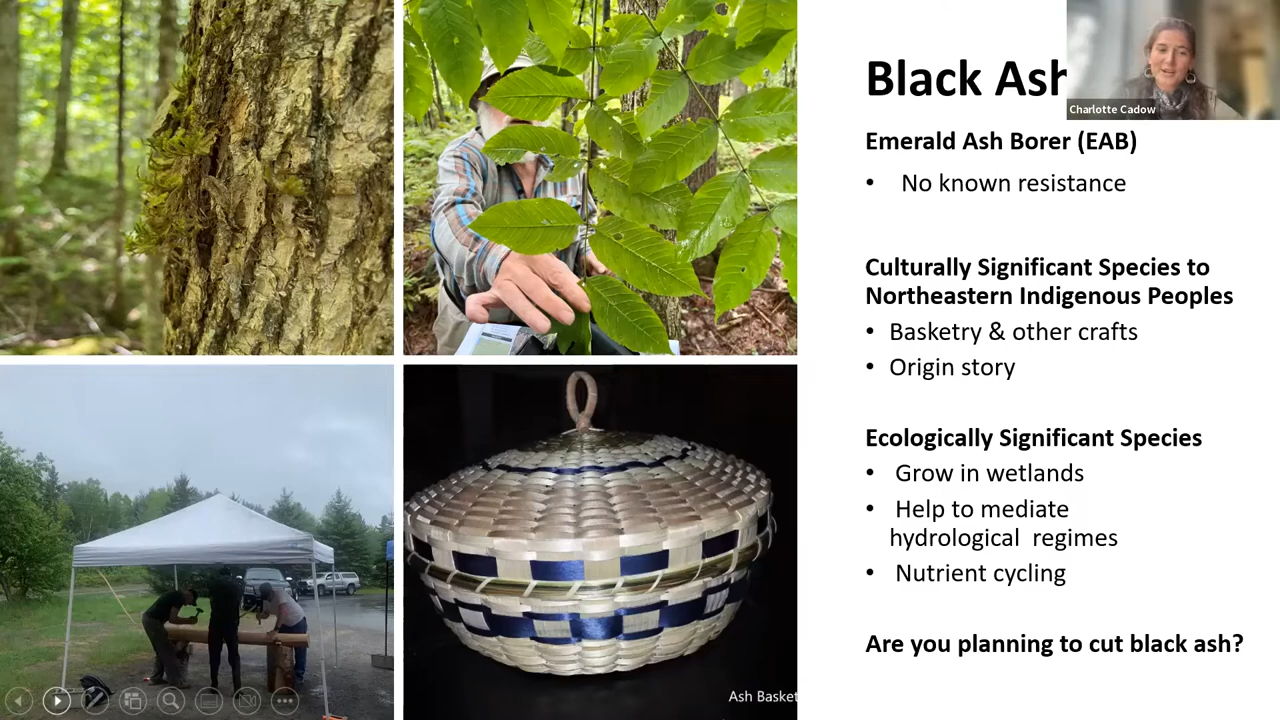 Black Ash
Charlotte Cadow
Emerald Ash Borer (EAB)
• No known resistance
Culturally Significant Species to
Northeastern Indigenous Peoples
• Basketry & other crafts
• Origin story
Ecologically Significant Species
• Grow in wetlands
• Help to mediate
hydrological regimes
• Nutrient cycling
Are you planning to cut black ash?
Ash Basket